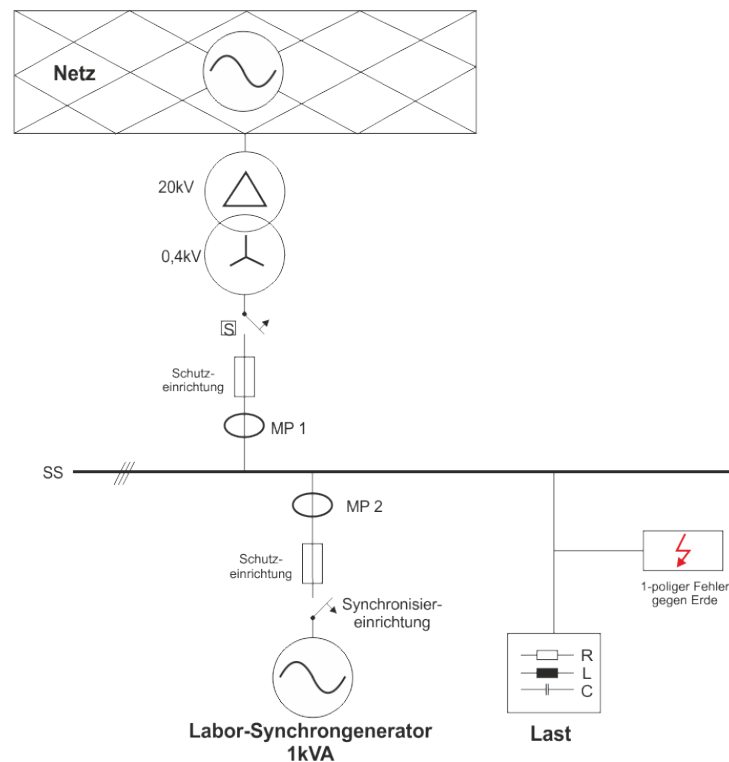 Netz
20kV
0,4kV
S
Schutz-
einrichtung
MP 1
SS
MP 2
Schutz-
einrichtung
1-poliger Fehler
gegen Erde
Synchronisier-
einrichtung
R
L
C
Labor-Synchrongenerator
1kVA
Last